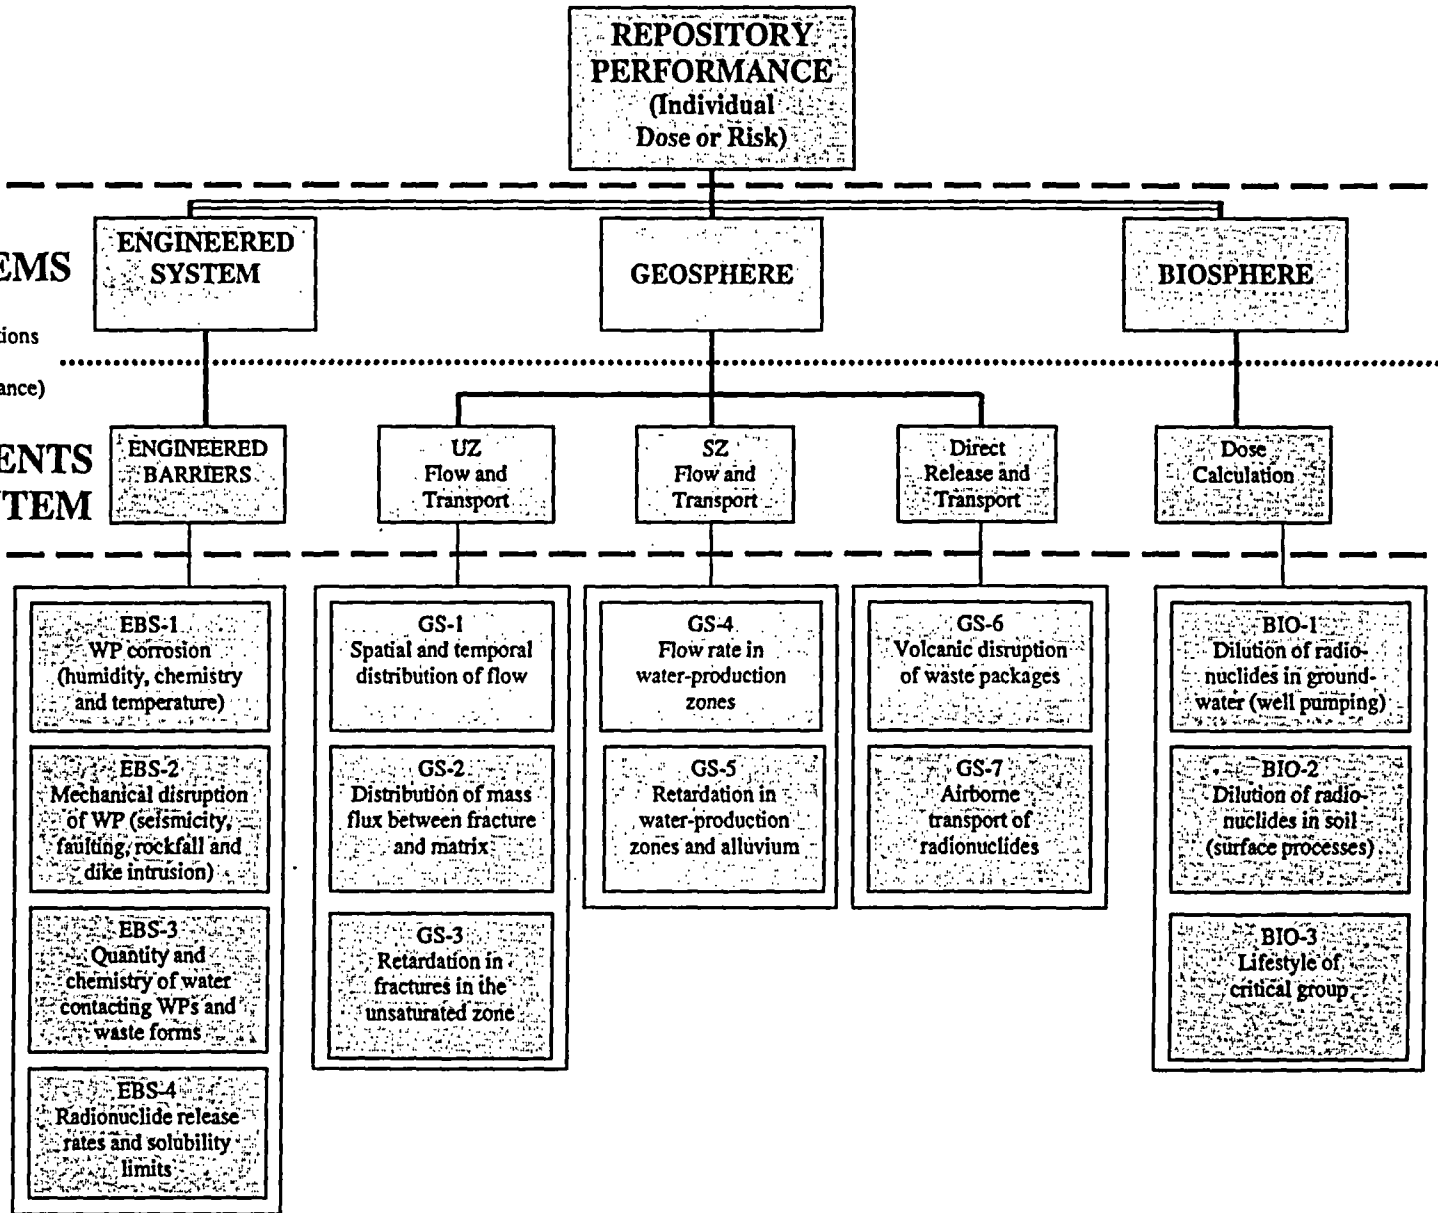 REPOSITORY
PERFORMANCE
(Individual
Dose or Risk)
EMS
ENGINEERED
SYSTEM
GEOSPHERE
BIOSPHERE
tions
ance)
ENTS
TEM
ENGINEERED
BARRIERS
UZ
Flow and
Transport
SZ
Flow and
Transport
Direct
Release and
Transport
Dose
Calculation
EBS-1
WP corrosion
(humidity, chemistry
and temperature)
EBS-2
Mechanical disruption
of WP (seismicity,
faulting, rockfall and
dike intrusion)
EBS-3
Quantity and
chemistry of water
contacting WPs and
waste forms
EBS-4
Radionuclide release
rates and solubility
limits
GS-1
Spatial and temporal
distribution of flow
GS-2
Distribution of mass
flux between fracture
and matrix
GS-3
Retardation in
fractures in the
unsaturated zone
GS-4
Flow rate in
water-production
zones
GS-5
Retardation in
water-production
zones and alluvium
GS-6
Volcanic disruption
of waste packages
GS-7
Airborne
transport of
radionuclides
BIO-1
Dilution of radio-
nuclides in ground-
water (well pumping)
BIO-2
Dilution of radio-
nuclides in soil
(surface processes)
BIO-3
Lifestyle of
critical group